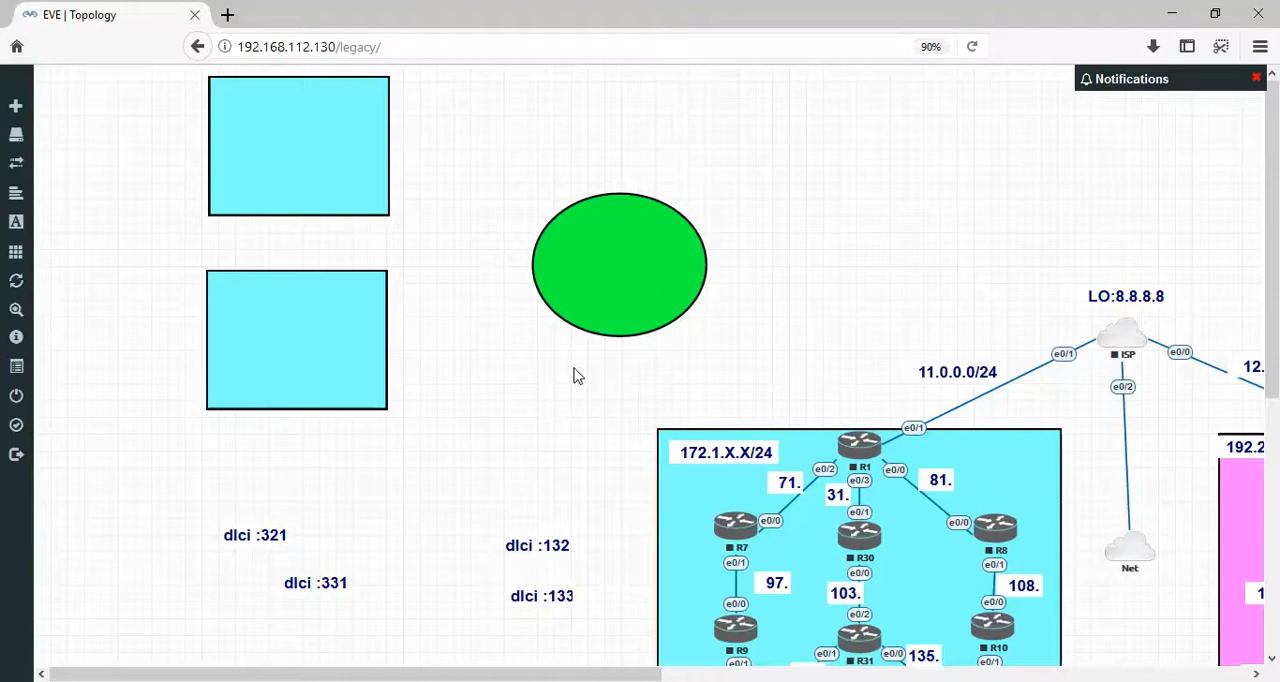 EVE | Topology
192.168.112.130/legacy/
90%
Notifications
LO:8.8.8.8
ISP
e0/1
e0/0
11.0.0.0/24
12.
e0/2
e0/1
172.1.X.X/24
192.2
R1
e0/2
e0/0
71.
e0/3
81.
31.
e0/0
e0/1
e0/0
dlci :321
dlci :132
R7
R30
R8
Net
e0/1
e0/0
e0/1
dlci :331
97.
108.
dlci :133
103.
1
e0/0
e0/2
e0/0
R9
e0/1
R31
e0/0
135.
R10
e0/1
e0/1